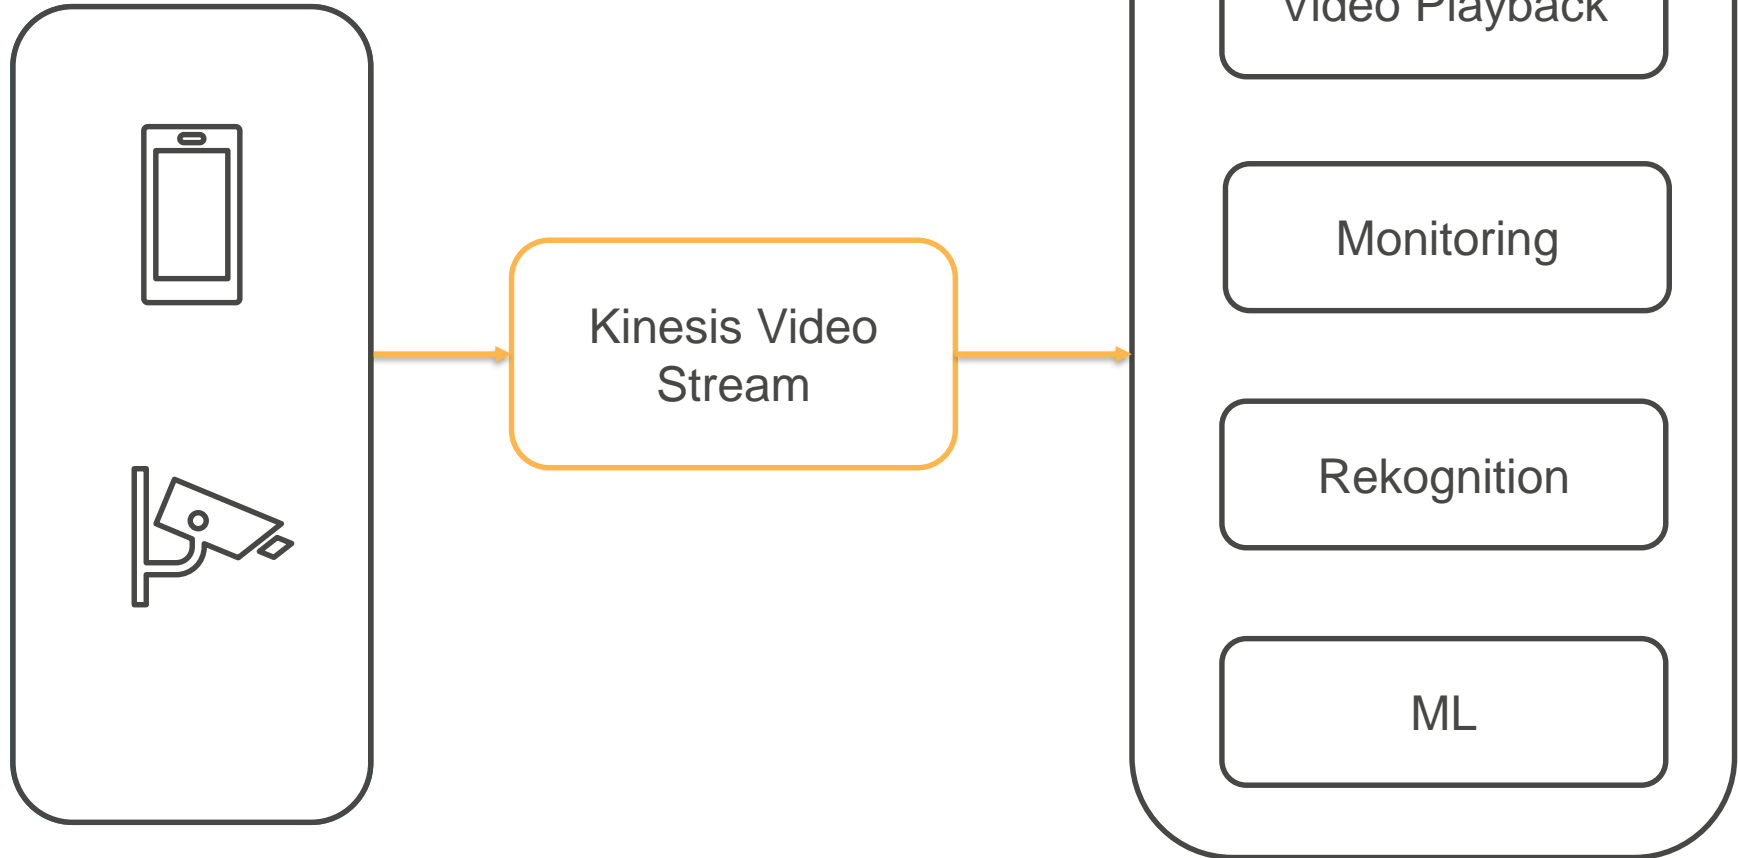 Video Playback
Monitoring
Kinesis Video
Stream
Rekognition
ML